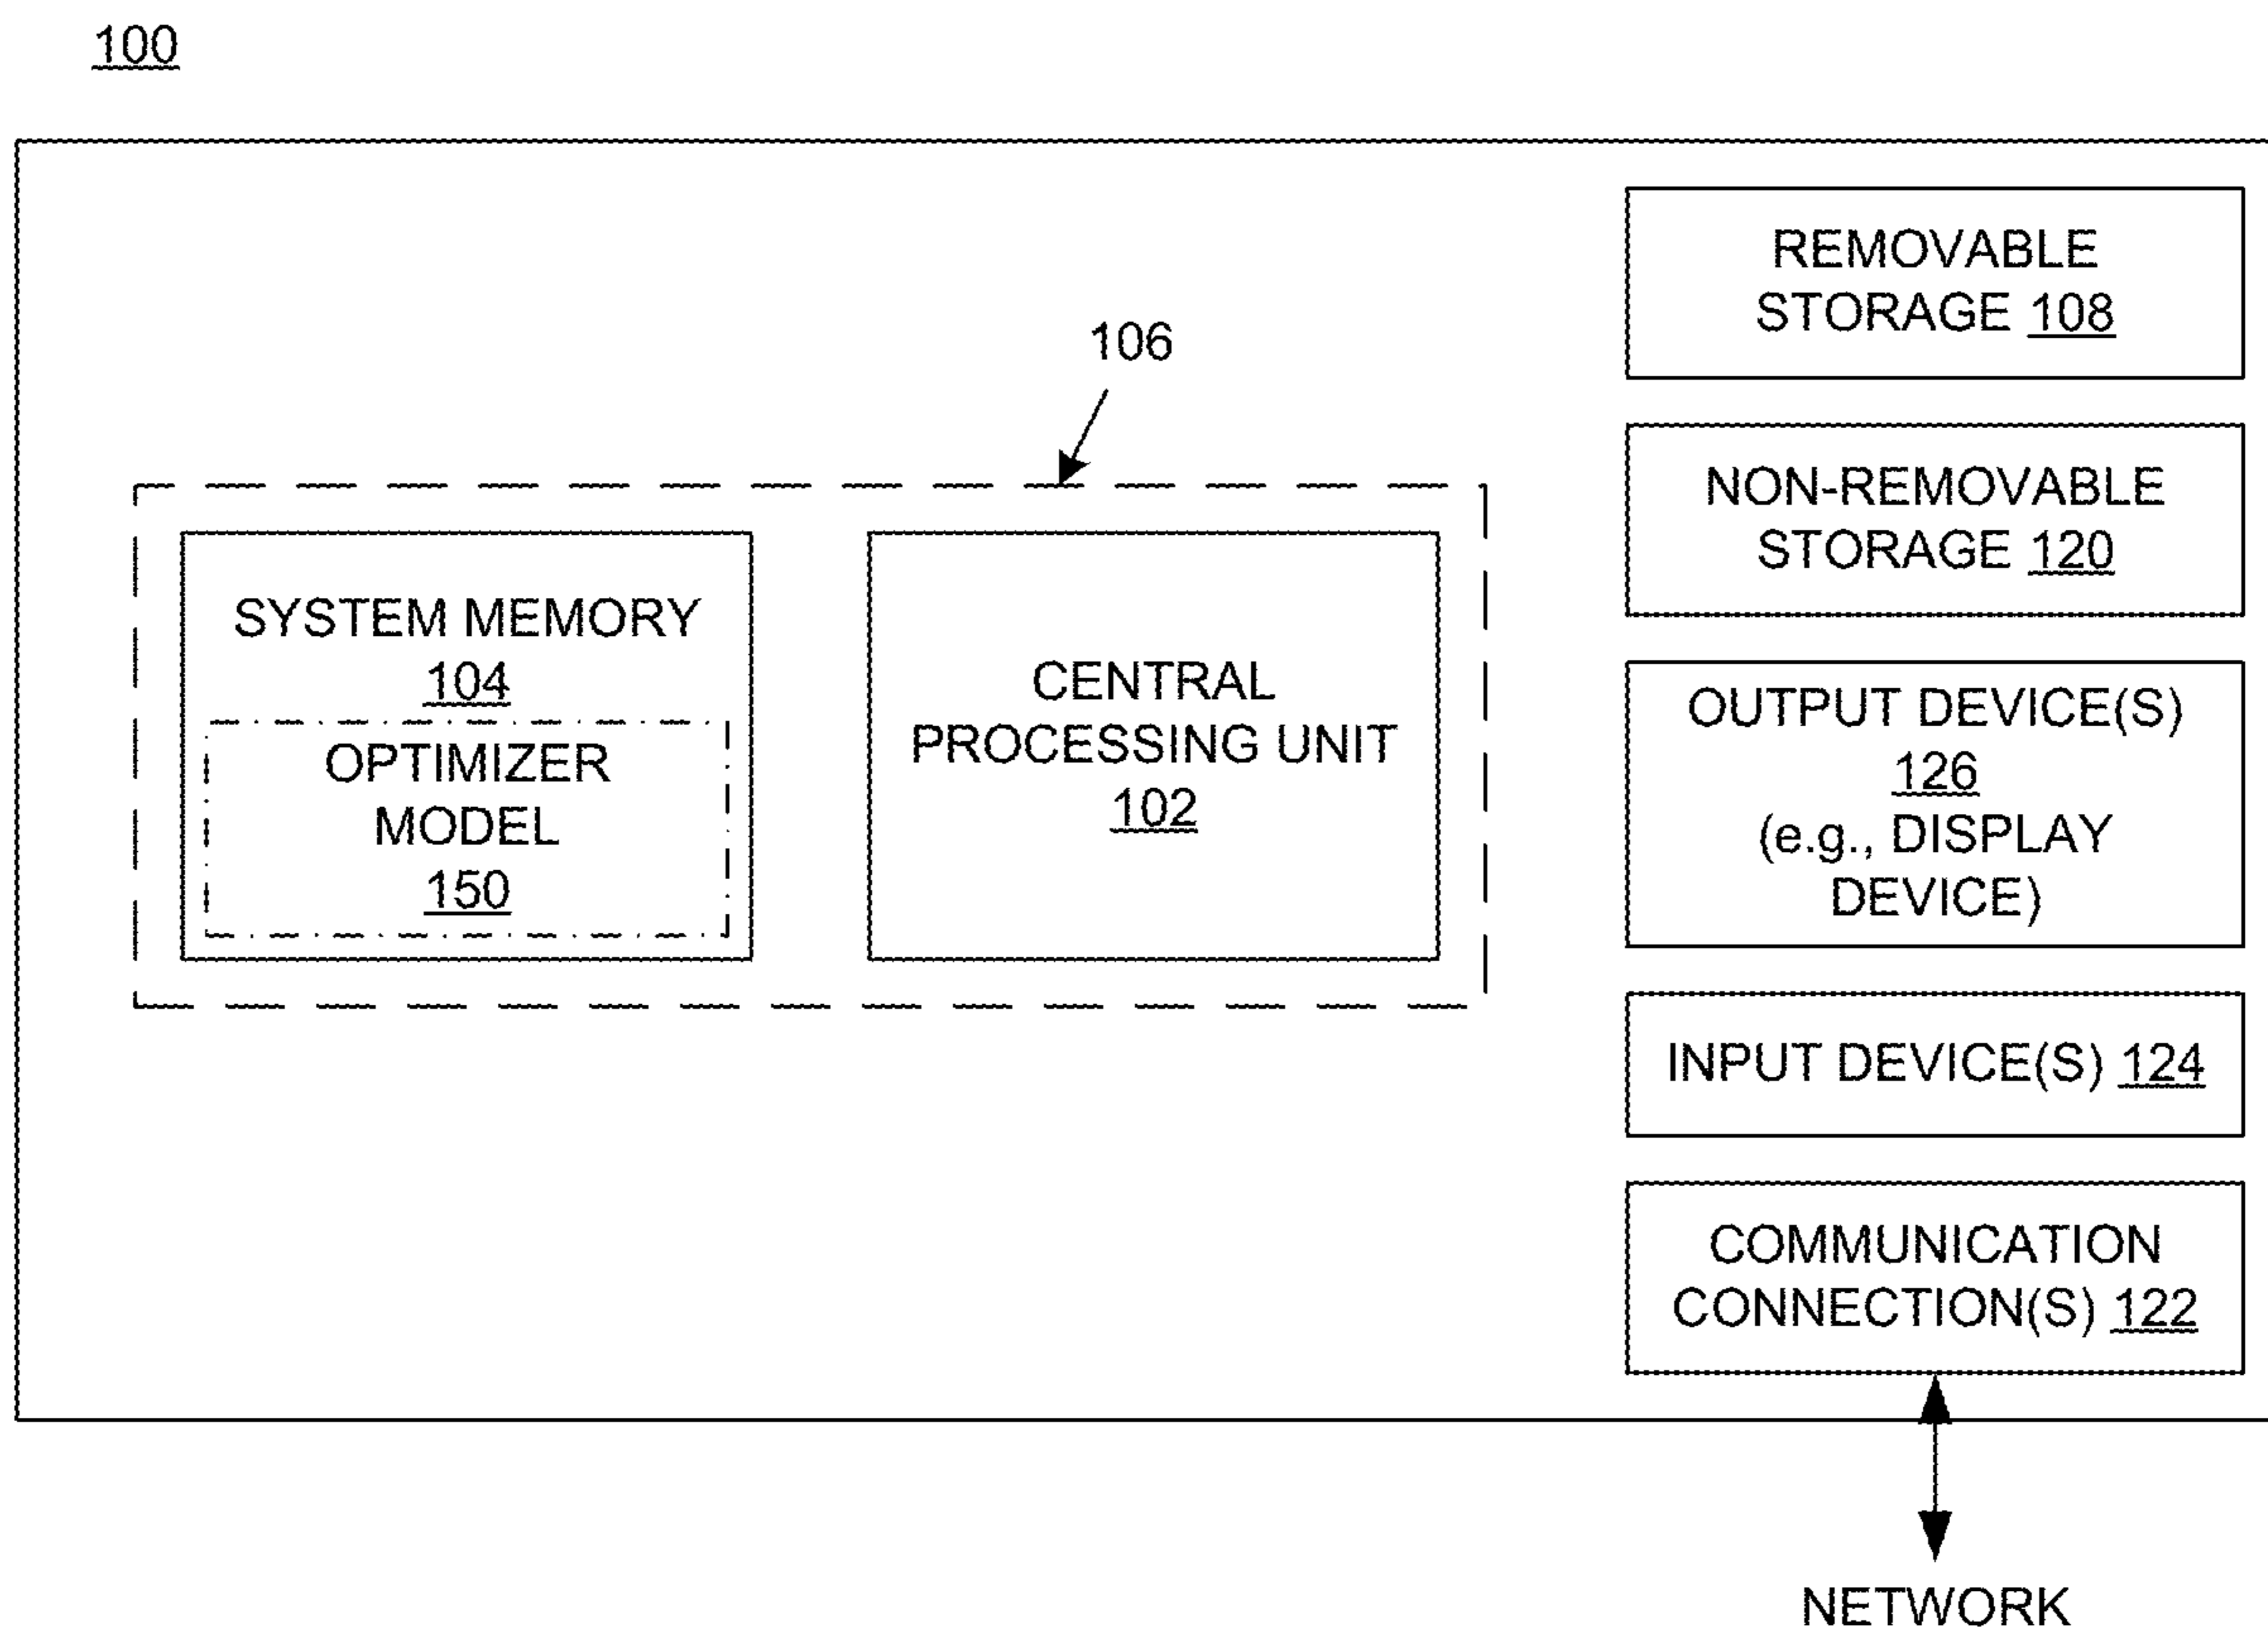 100
106
SYSTEM MEMORY
104
OPTIMIZER
MODEL
150
CENTRAL
PROCESSING UNIT
102
REMOVABLE
STORAGE 108
NON-REMOVABLE
STORAGE 120
OUTPUT DEVICE(S)
126
(e.g., DISPLAY
DEVICE)
INPUT DEVICE(S) 124
COMMUNICATION
CONNECTION(S) 122
NETWORK